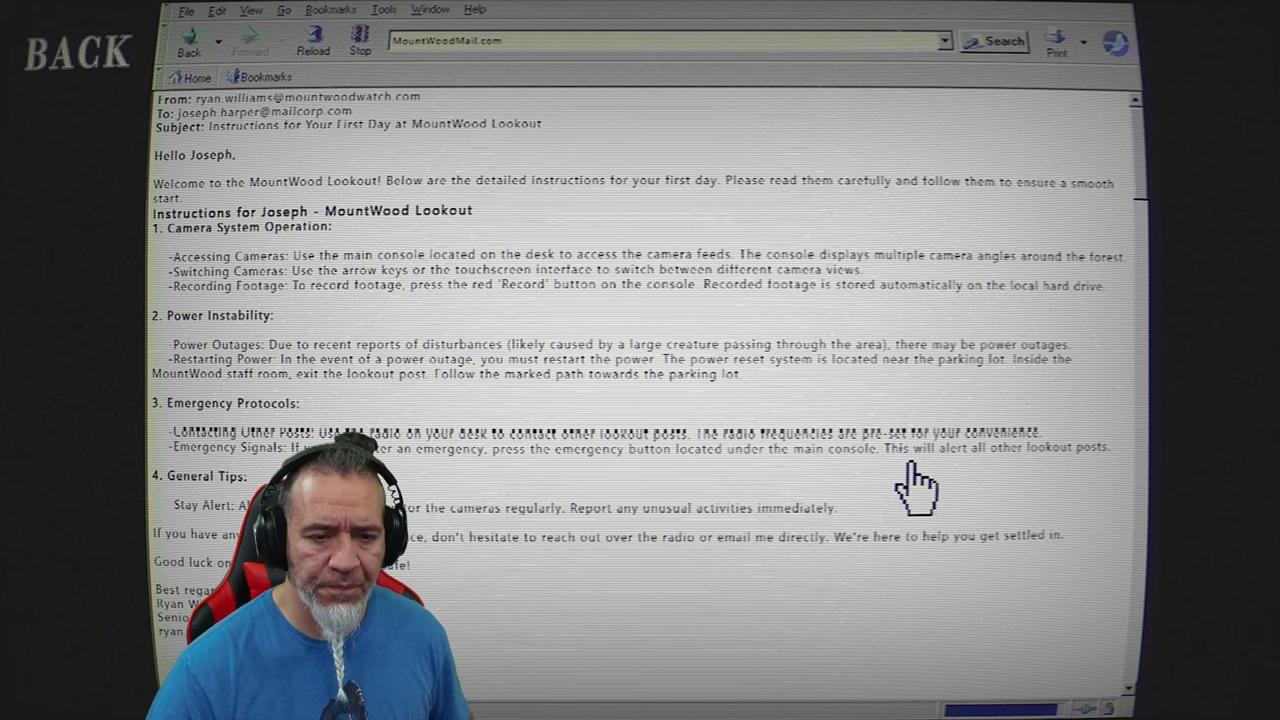 File Edit View Go Bookmarks Tools Window Help
BACK
Back Forward Reload Stop MountWoodMail.com Search Print
Home Bookmarks
From: ryan.williams@mountwoodwatch.com
To: joseph.harper@mailcorp.com
Subject: Instructions for Your First Day at MountWood Lookout
Hello Joseph,
Welcome to the MountWood Lookout! Below are the detailed instructions for your first day. Please read them carefully and follow them to ensure a smooth
start.
Instructions for Joseph - MountWood Lookout
1. Camera System Operation:
-Accessing Cameras: Use the main console located on the desk to access the camera feeds. The console displays multiple camera angles around the forest.
-Switching Cameras: Use the arrow keys or the touchscreen interface to switch between different camera views.
-Recording Footage: To record footage, press the red 'Record' button on the console. Recorded footage is stored automatically on the local hard drive.
2. Power Instability:
Power Outages: Due to recent reports of disturbances (likely caused by a large creature passing through the area), there may be power outages.
-Restarting Power: In the event of a power outage, you must restart the power. The power reset system is located near the parking lot. Inside the
MountWood staff room, exit the lookout post. Follow the marked path towards the parking lot.
3. Emergency Protocols:
-Contacting Other Posts: Use the radio on your desk to contact other lookout posts. The radio frequencies are pre-set for your convenience.
-Emergency Signals: If an emergency, press the emergency button located under the main console. This will alert all other lookout posts.
4. General Tips:
Stay Alert: the cameras regularly. Report any unusual activities immediately.
If you have don't hesitate to reach out over the radio or email me directly. We're here to help you get settled in.
Good luck
Best
Ryan